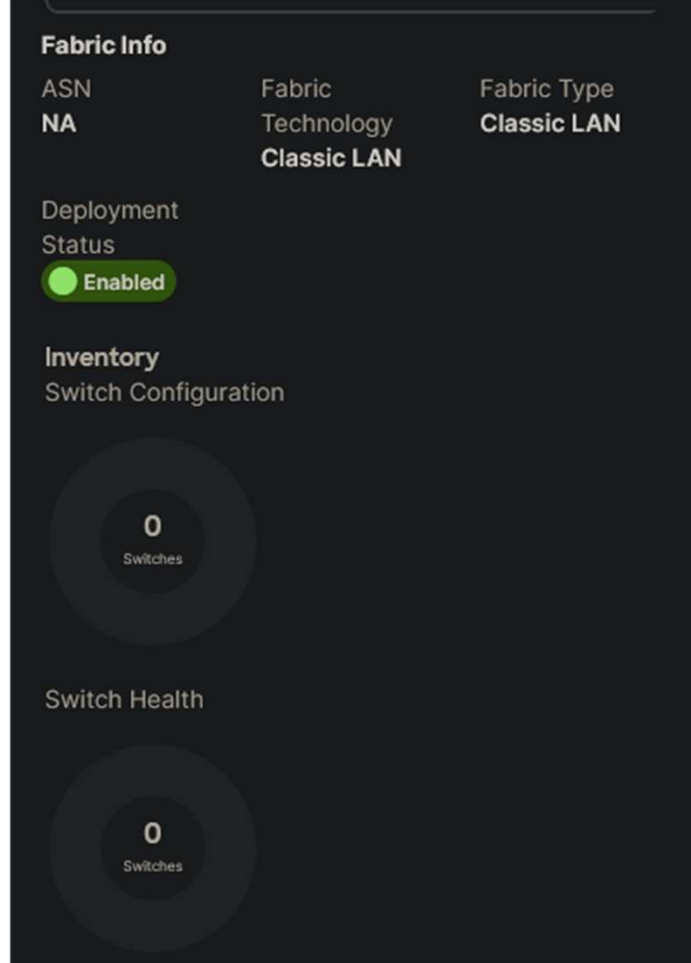 Fabric Info
ASN
NA
Fabric
Technology
Classic LAN
Fabric Type
Classic LAN
Deployment
Status
Enabled
Inventory
Switch Configuration
0
Switches
Switch Health
0
Switches